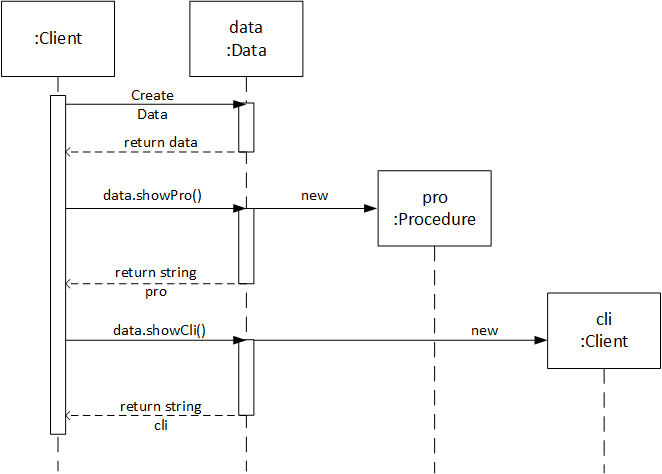 :Client
data
:Data
Create
Data
return data
data.showPro()
new
pro
:Procedure
return string
pro
data.showCli()
new
cli
:Client
return string
cli